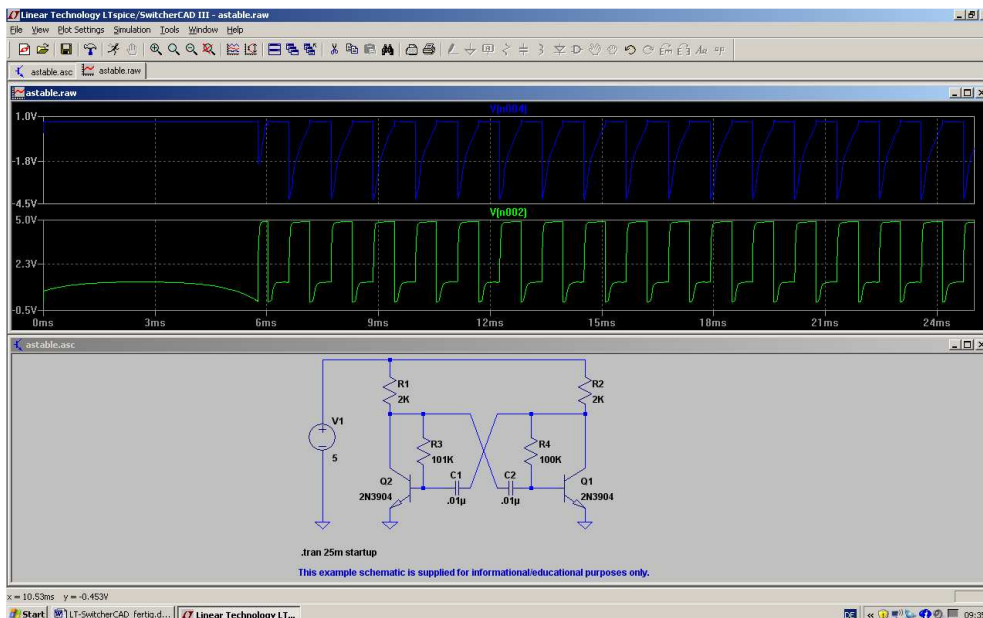 Linear Technology LTspice/SwitcherCAD III - astable.raw
File View Plot Settings Simulation Tools Window Help
astable.asc astable.raw
astable.raw
V(n004)
1.0V
-1.8V
-4.5V
V(n002)
5.0V
2.3V
-0.5V
0ms 3ms 6ms 9ms 12ms 15ms 18ms 21ms 24ms
astable.asc
R1
2K
R2
2K
V1
5
R3
101K
R4
100K
C1
.01µ
C2
.01µ
Q2
2N3904
Q1
2N3904
.tran 25m startup
This example schematic is supplied for informational/educational purposes only.
x = 10.53ms y = -0.453V
Start LT-SwitcherCAD_fertig.d... Linear Technology LT... DE